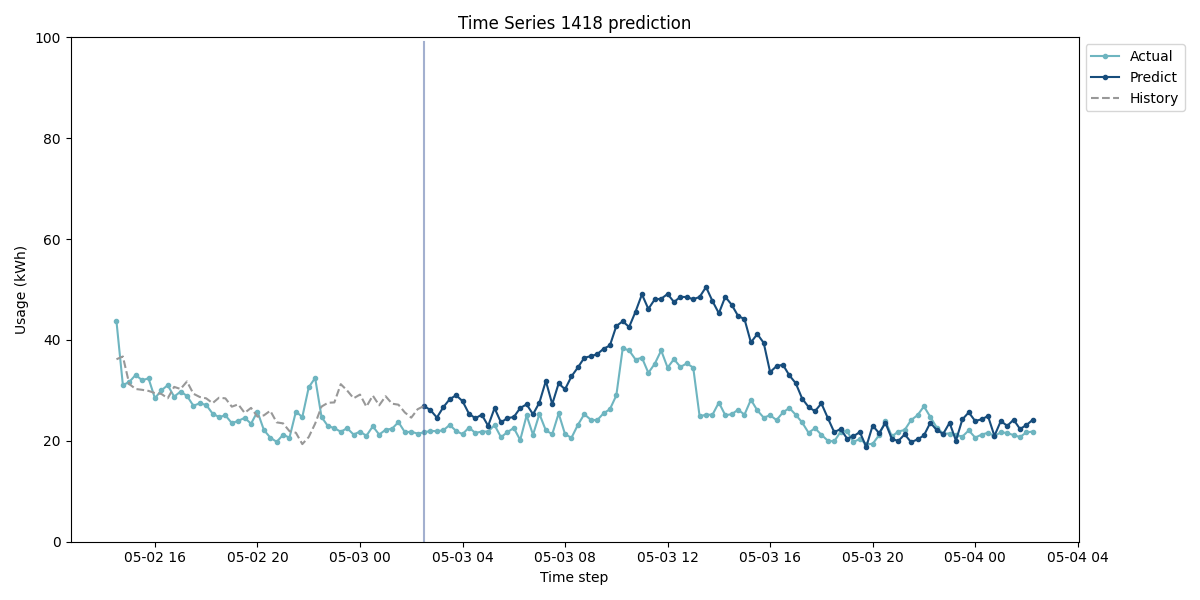 Time Series 1418 prediction
Usage (kWh)
100
80
60
40
20
0
05-02 16
05-02 20
05-03 00
05-03 04
05-03 08
05-03 12
05-03 16
05-03 20
05-04 00
05-04 04
Time step
Actual
Predict
History